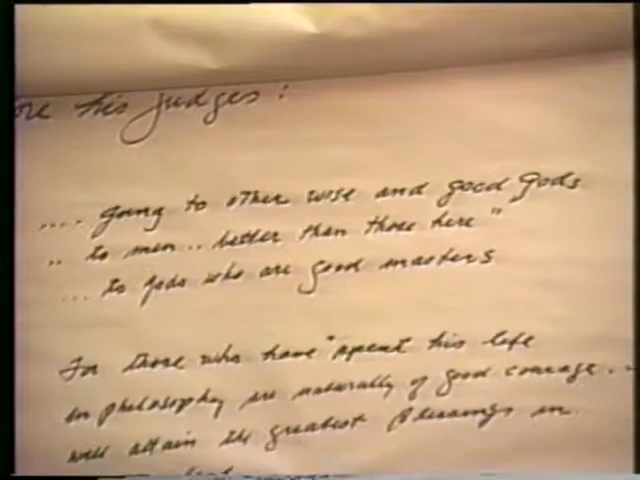 his judges:
.... going to other wise and good gods
.. to men .. better than those here"
... to gods who are good masters
For those who have "spent his life
in philosophy are naturally of good courage...
will attain the greatest blessings in